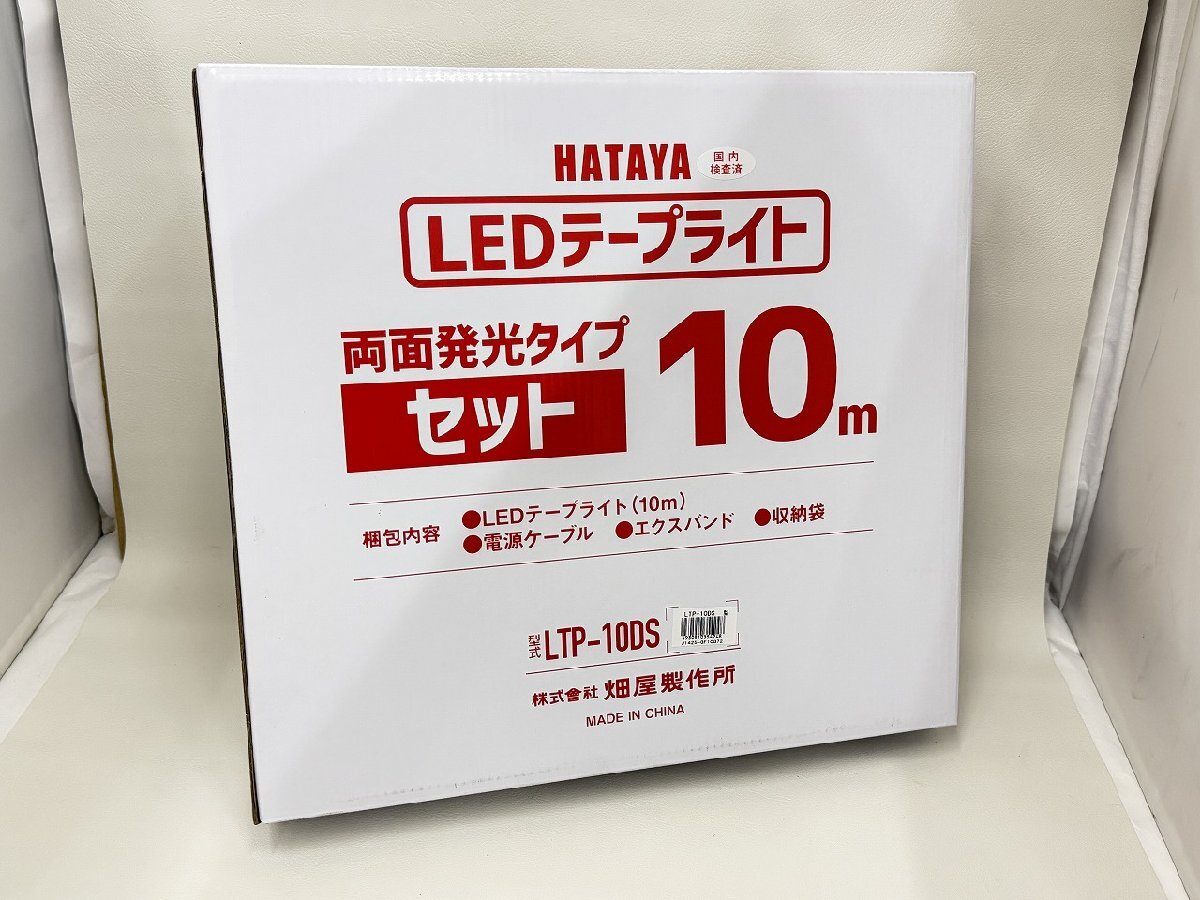 HATAYA
国内
検査済
LEDテープライト
両面発光タイプ
セット
10m
梱包内容
●LEDテープライト(10m)
●電源ケーブル ●エクスバンド ●収納袋
型式 LTP-10DS
LTP-10DS
株式會社 畑屋製作所
MADE IN CHINA